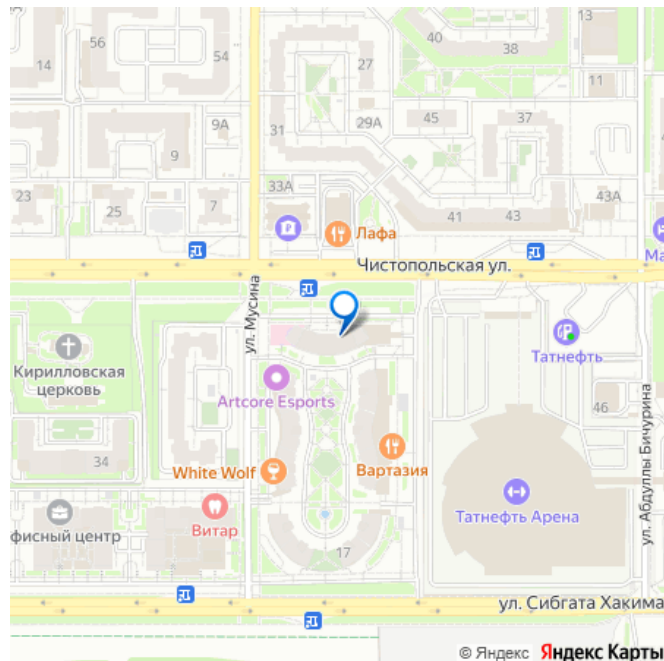 56
14
54
40
38
13
27
11
9А
29А
45
37
31
9
23
25
7
33А
43А
41
43
Лафа
Ма
Чистопольская ул.
ул. Мусина
Кирилловская
церковь
Татнефть
Artcore Esports
46
34
White Wolf
Вартазия
Татнефть Арена
ул. Абдуллы Бичурина
фисный центр
Витар
17
ул. Сибгата Хакима
© Яндекс Яндекс Карты